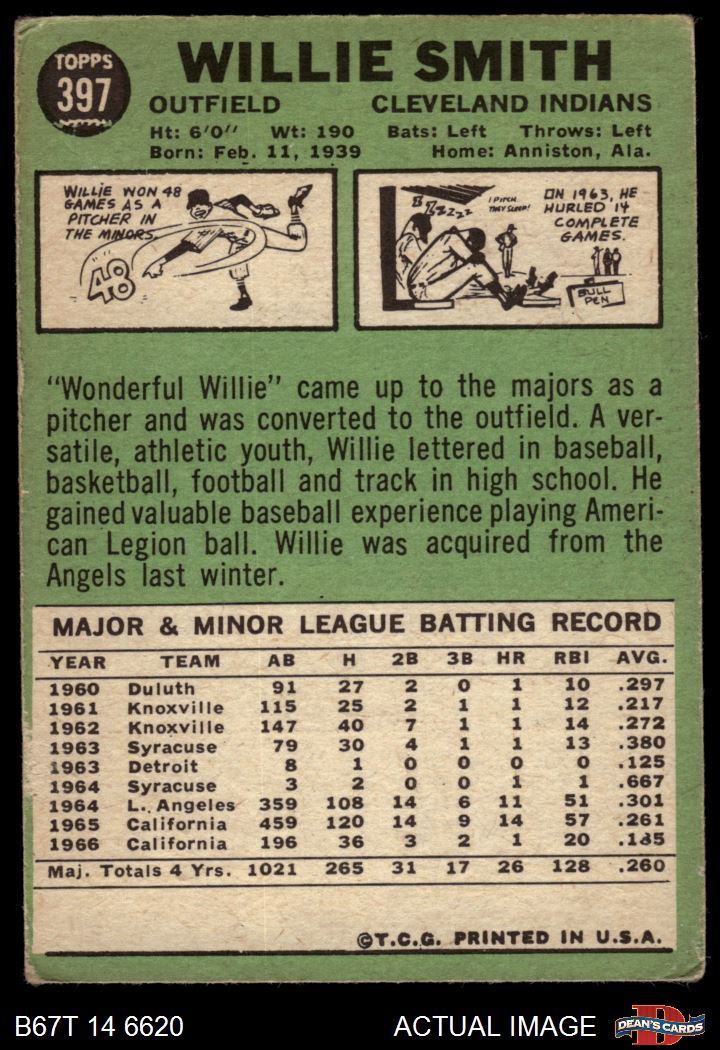 TOPPS
397
WILLIE SMITH
OUTFIELD CLEVELAND INDIANS
Ht: 6'0" Wt: 190 Bats: Left Throws: Left
Born: Feb. 11, 1939 Home: Anniston, Ala.
WILLIE WON 48
GAMES AS A
PITCHER IN
THE MINORS.
48
ZZZZZZ
I PITCH.
THEY SLEEP!
IN 1963, HE
HURLED 14
COMPLETE
GAMES.
BULL
PEN
"Wonderful Willie" came up to the majors as a
pitcher and was converted to the outfield. A ver-
satile, athletic youth, Willie lettered in baseball,
basketball, football and track in high school. He
gained valuable baseball experience playing Ameri-
can Legion ball. Willie was acquired from the
Angels last winter.
MAJOR & MINOR LEAGUE BATTING RECORD
YEAR TEAM AB H 2B 3B HR RBI AVG.
1960 Duluth 91 27 2 0 1 10 .297
1961 Knoxville 115 25 2 1 1 12 .217
1962 Knoxville 147 40 7 1 1 14 .272
1963 Syracuse 79 30 4 1 1 13 .380
1963 Detroit 8 1 0 0 0 0 .125
1964 Syracuse 3 2 0 0 1 1 .667
1964 L. Angeles 359 108 14 6 11 51 .301
1965 California 459 120 14 9 14 57 .261
1966 California 196 36 3 2 1 20 .185
Maj. Totals 4 Yrs. 1021 265 31 17 26 128 .260
©T.C.G. PRINTED IN U.S.A.
B67T 14 6620 ACTUAL IMAGE
D
DEAN'S CARDS